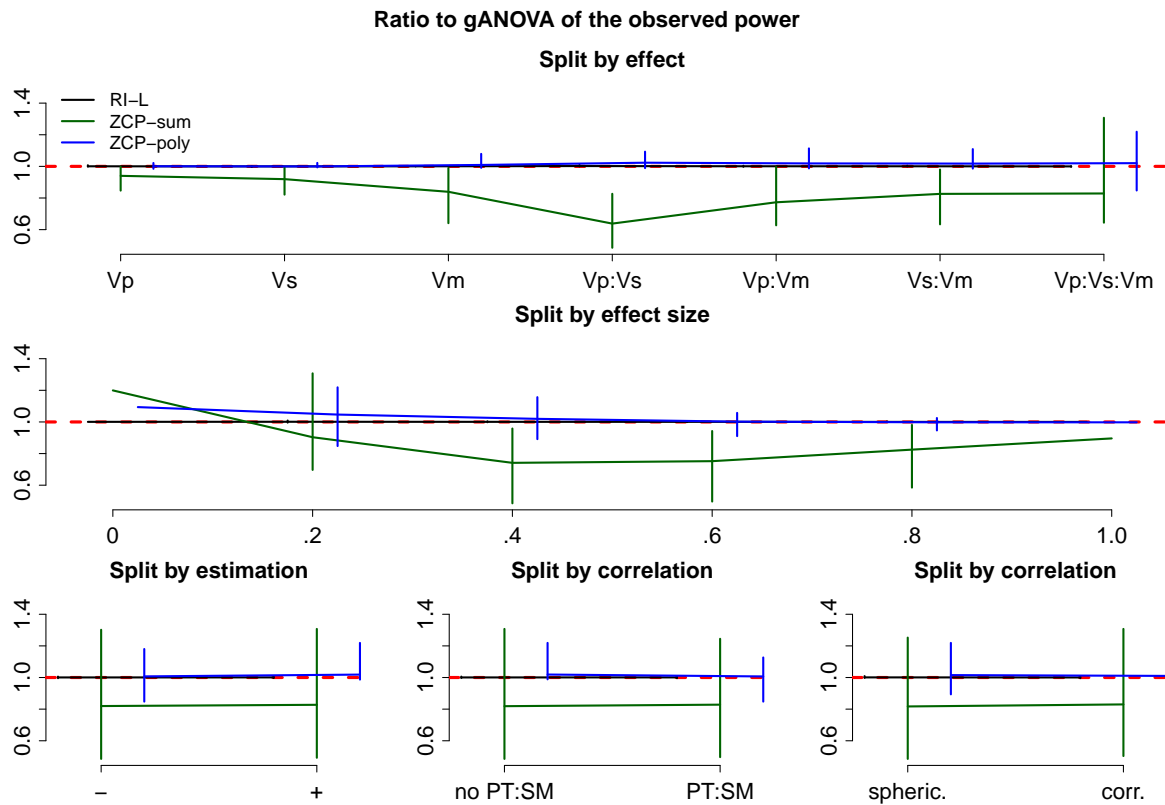 Ratio to gANOVA of the observed power
Split by effect
RI−L
ZCP−sum
ZCP−poly
0.6 1.0 1.4
Vp Vs Vm Vp:Vs Vp:Vm Vs:Vm Vp:Vs:Vm
Split by effect size
0.6 1.0 1.4
0 .2 .4 .6 .8 1.0
Split by estimation
0.6 1.0 1.4
− +
Split by correlation
0.6 1.0 1.4
no PT:SM PT:SM
Split by correlation
0.6 1.0 1.4
spheric. corr.